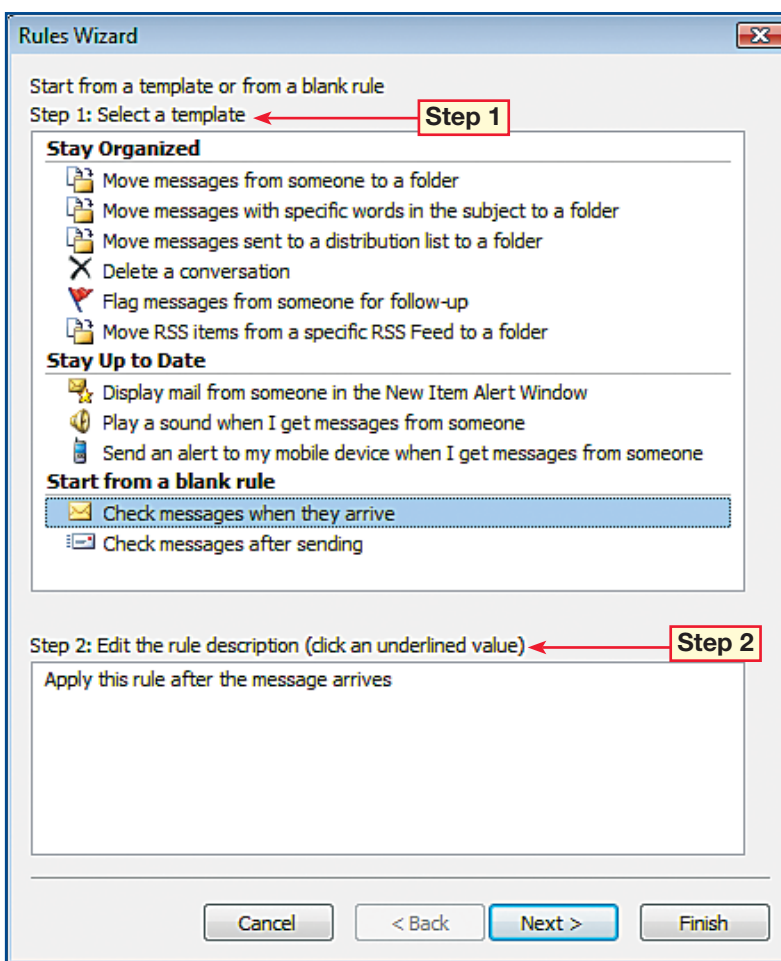 Rules Wizard
Start from a template or from a blank rule
Step 1: Select a template
Step 1
Stay Organized
Move messages from someone to a folder
Move messages with specific words in the subject to a folder
Move messages sent to a distribution list to a folder
Delete a conversation
Flag messages from someone for follow-up
Move RSS items from a specific RSS Feed to a folder
Stay Up to Date
Display mail from someone in the New Item Alert Window
Play a sound when I get messages from someone
Send an alert to my mobile device when I get messages from someone
Start from a blank rule
Check messages when they arrive
Check messages after sending
Step 2: Edit the rule description (click an underlined value)
Step 2
Apply this rule after the message arrives
Cancel < Back Next > Finish